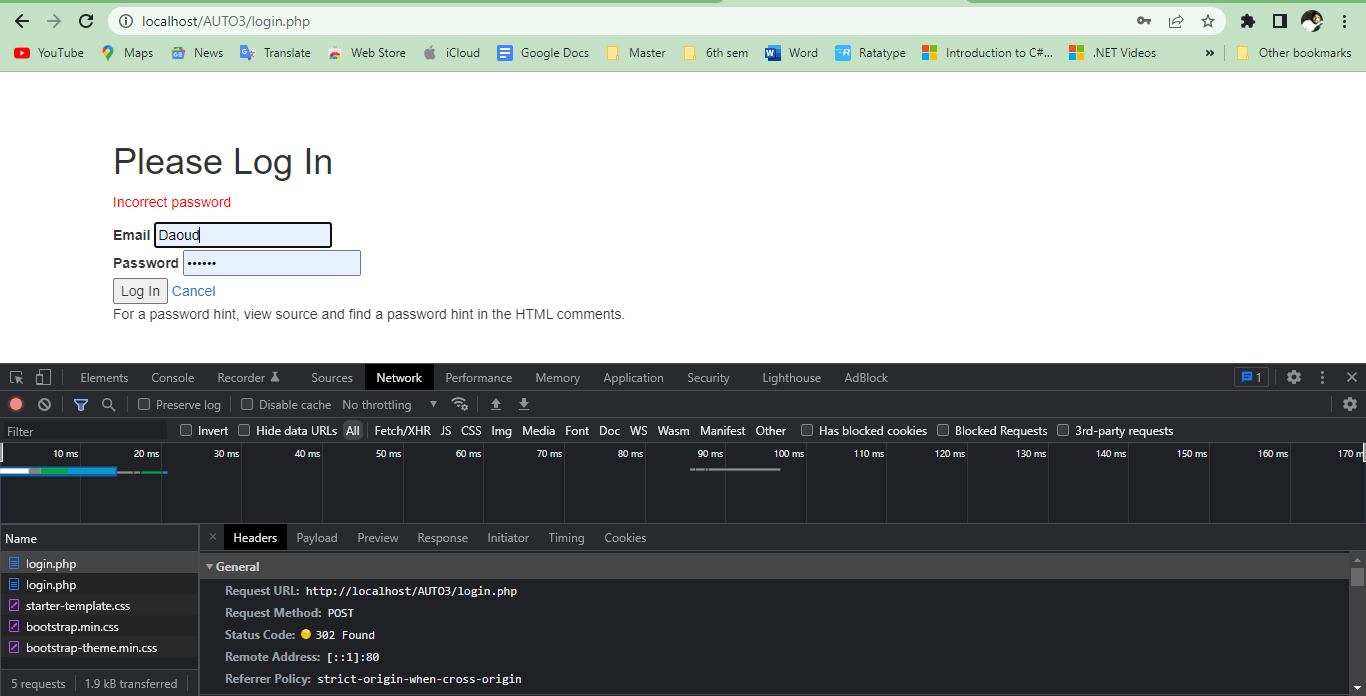 localhost/AUTO3/login.php
YouTube Maps News Translate Web Store iCloud Google Docs Master 6th sem Word Ratatype Introduction to C#... .NET Videos » Other bookmarks
Please Log In
Incorrect password
Email Daoud
Password ••••••
Log In Cancel
For a password hint, view source and find a password hint in the HTML comments.
Elements Console Recorder Sources Network Performance Memory Application Security Lighthouse AdBlock 1
Preserve log Disable cache No throttling
Filter Invert Hide data URLs All Fetch/XHR JS CSS Img Media Font Doc WS Wasm Manifest Other Has blocked cookies Blocked Requests 3rd-party requests
10 ms 20 ms 30 ms 40 ms 50 ms 60 ms 70 ms 80 ms 90 ms 100 ms 110 ms 120 ms 130 ms 140 ms 150 ms 160 ms 170 m
Name Headers Payload Preview Response Initiator Timing Cookies
login.php
login.php
starter-template.css
bootstrap.min.css
bootstrap-theme.min.css
General
Request URL: http://localhost/AUTO3/login.php
Request Method: POST
Status Code: 302 Found
Remote Address: [::1]:80
Referrer Policy: strict-origin-when-cross-origin
5 requests 1.9 kB transferred